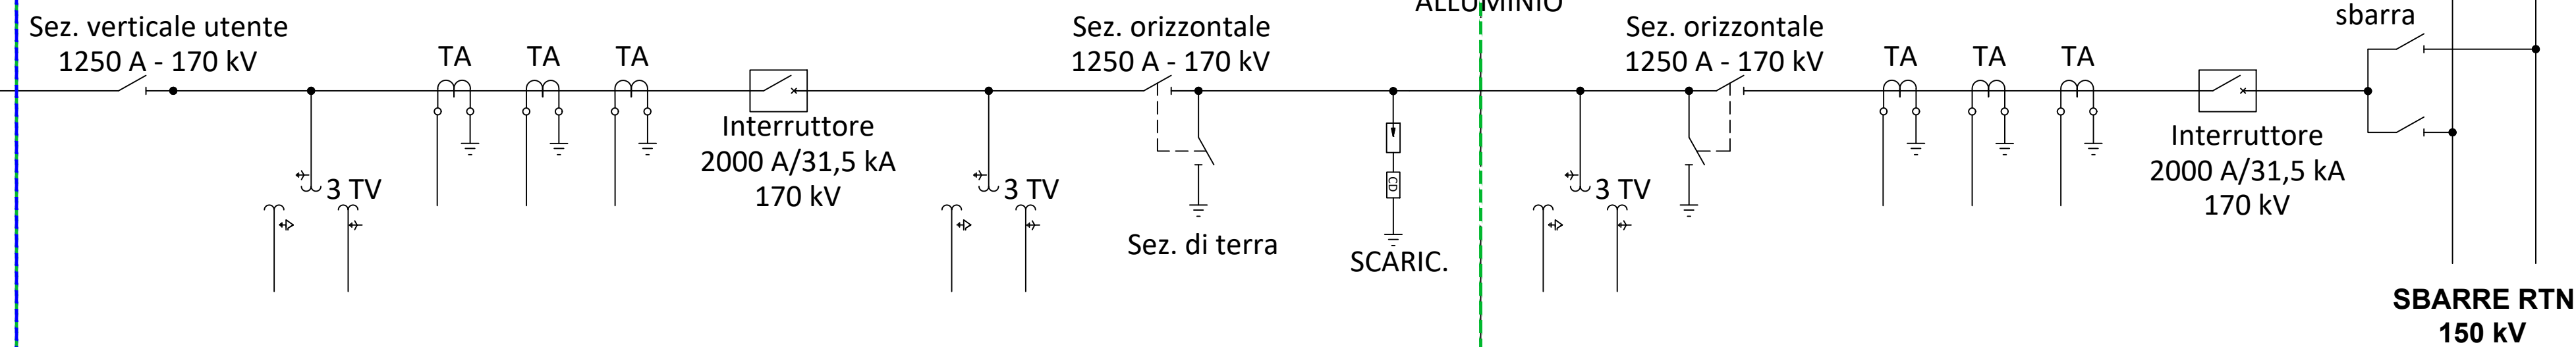 Sez. verticale utente
1250 A - 170 kV
TA
TA
TA
3 TV
Interruttore
2000 A/31,5 kA
170 kV
3 TV
Sez. orizzontale
1250 A - 170 kV
Sez. di terra
CD
SCARIC.
ALLUMINIO
Sez. orizzontale
1250 A - 170 kV
3 TV
TA
TA
TA
Interruttore
2000 A/31,5 kA
170 kV
sbarra
SBARRE RTN
150 kV